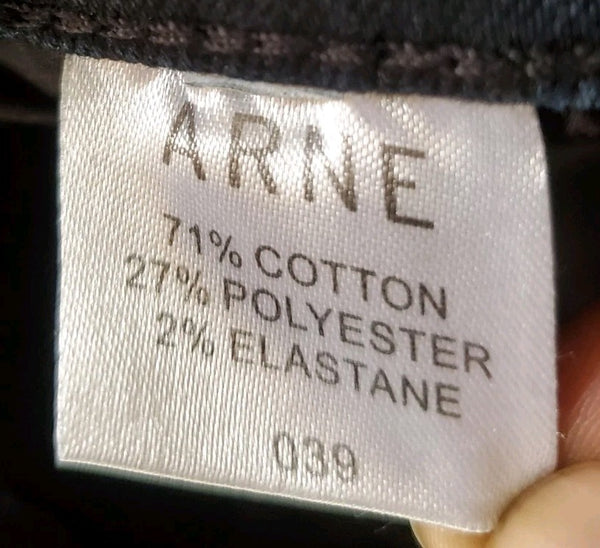 ARNE
71% COTTON
27% POLYESTER
2% ELASTANE
039